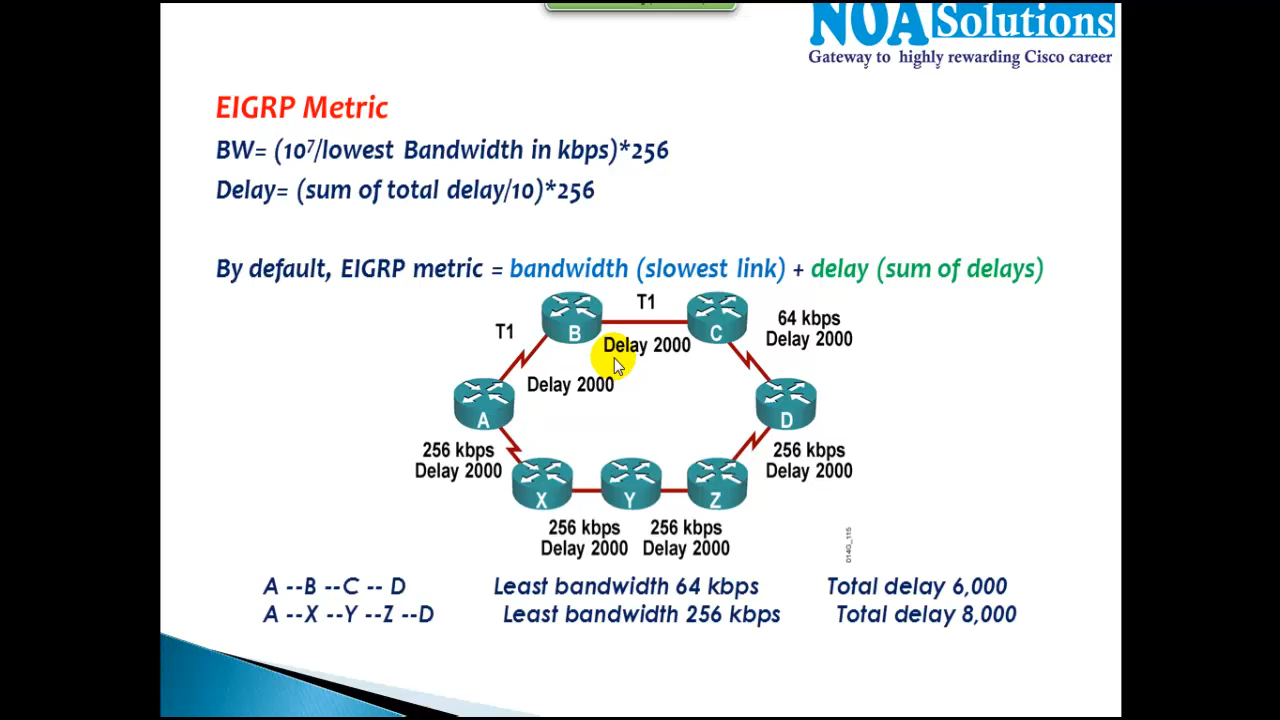 NOA Solutions
Gateway to highly rewarding Cisco career
EIGRP Metric
BW= (10⁷/lowest Bandwidth in kbps)*256
Delay= (sum of total delay/10)*256
By default, EIGRP metric = bandwidth (slowest link) + delay (sum of delays)
T1
T1
B
C
64 kbps
Delay 2000
Delay 2000
Delay 2000
A
D
256 kbps
Delay 2000
256 kbps
Delay 2000
X
Y
Z
256 kbps
Delay 2000
256 kbps
Delay 2000
014G_115
A --B --C -- D Least bandwidth 64 kbps Total delay 6,000
A --X --Y --Z --D Least bandwidth 256 kbps Total delay 8,000